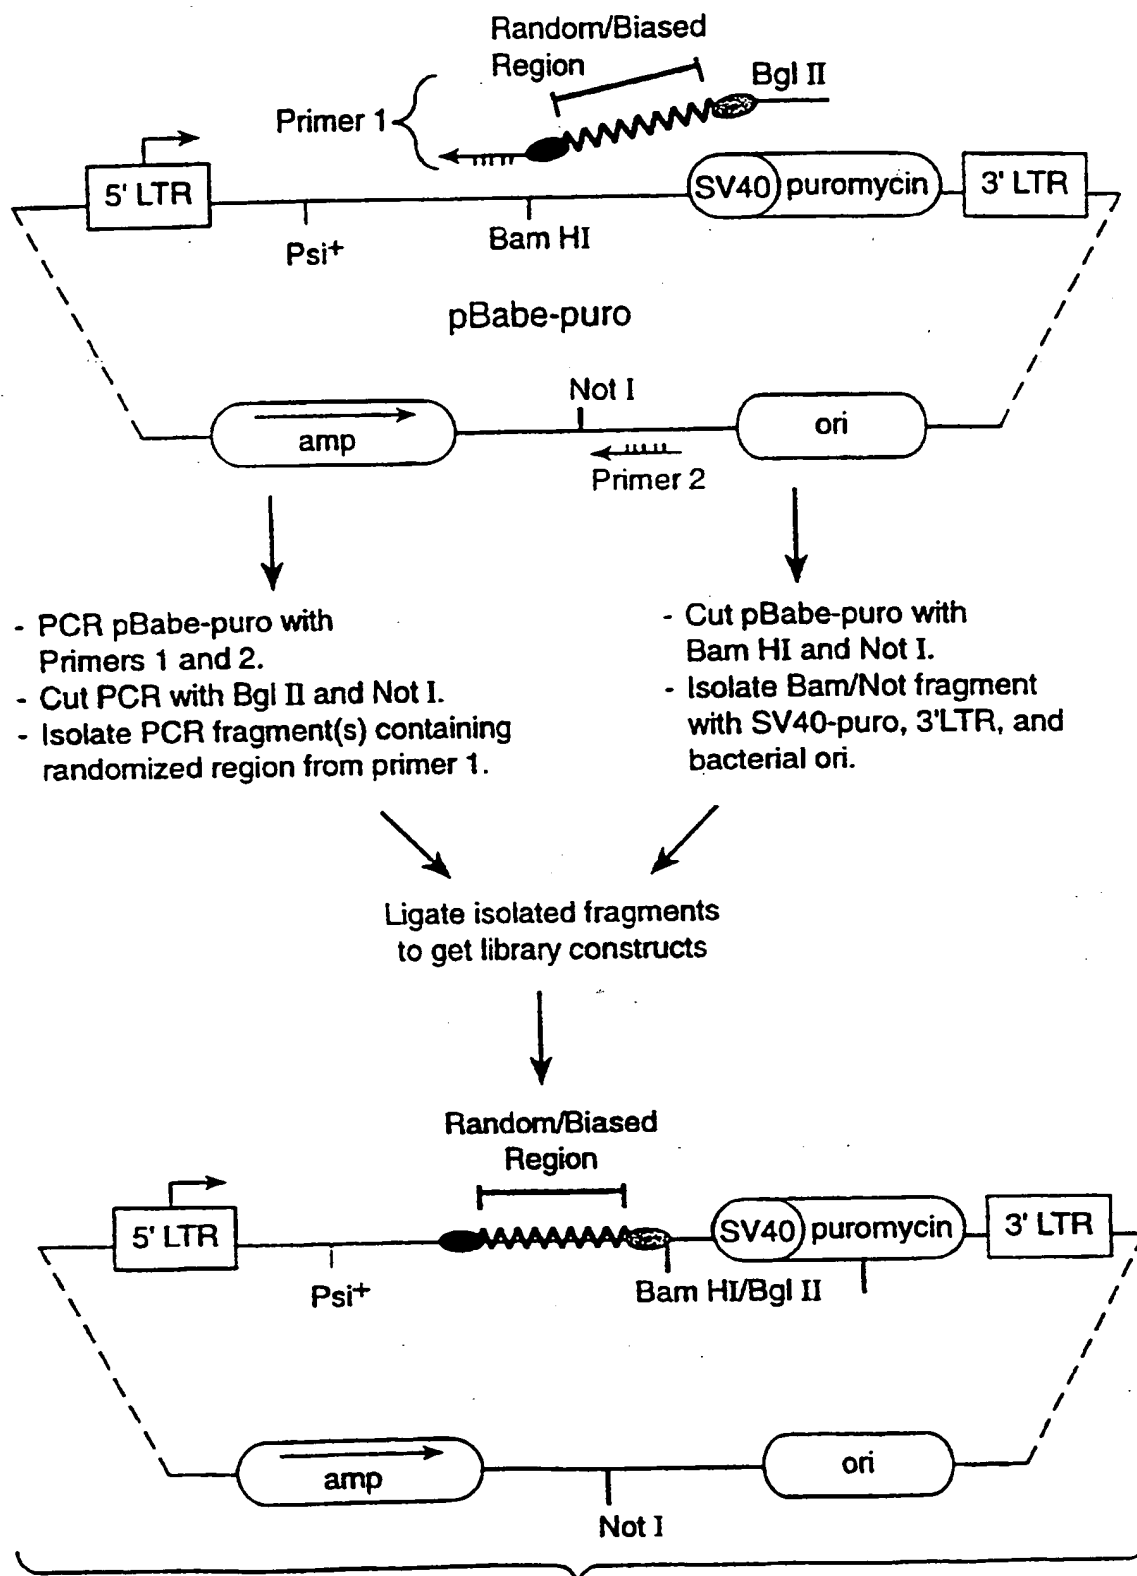 Random/Biased
Region
Bgl II
Primer 1
5' LTR
SV40
puromycin
3' LTR
Psi+
Bam HI
pBabe-puro
Not I
amp
ori
Primer 2
- PCR pBabe-puro with
Primers 1 and 2.
- Cut PCR with Bgl II and Not I.
- Isolate PCR fragment(s) containing
randomized region from primer 1.
- Cut pBabe-puro with
Bam HI and Not I.
- Isolate Bam/Not fragment
with SV40-puro, 3'LTR, and
bacterial ori.
Ligate isolated fragments
to get library constructs
Random/Biased
Region
5' LTR
SV40
puromycin
3' LTR
Psi+
Bam HI/Bgl II
amp
ori
Not I